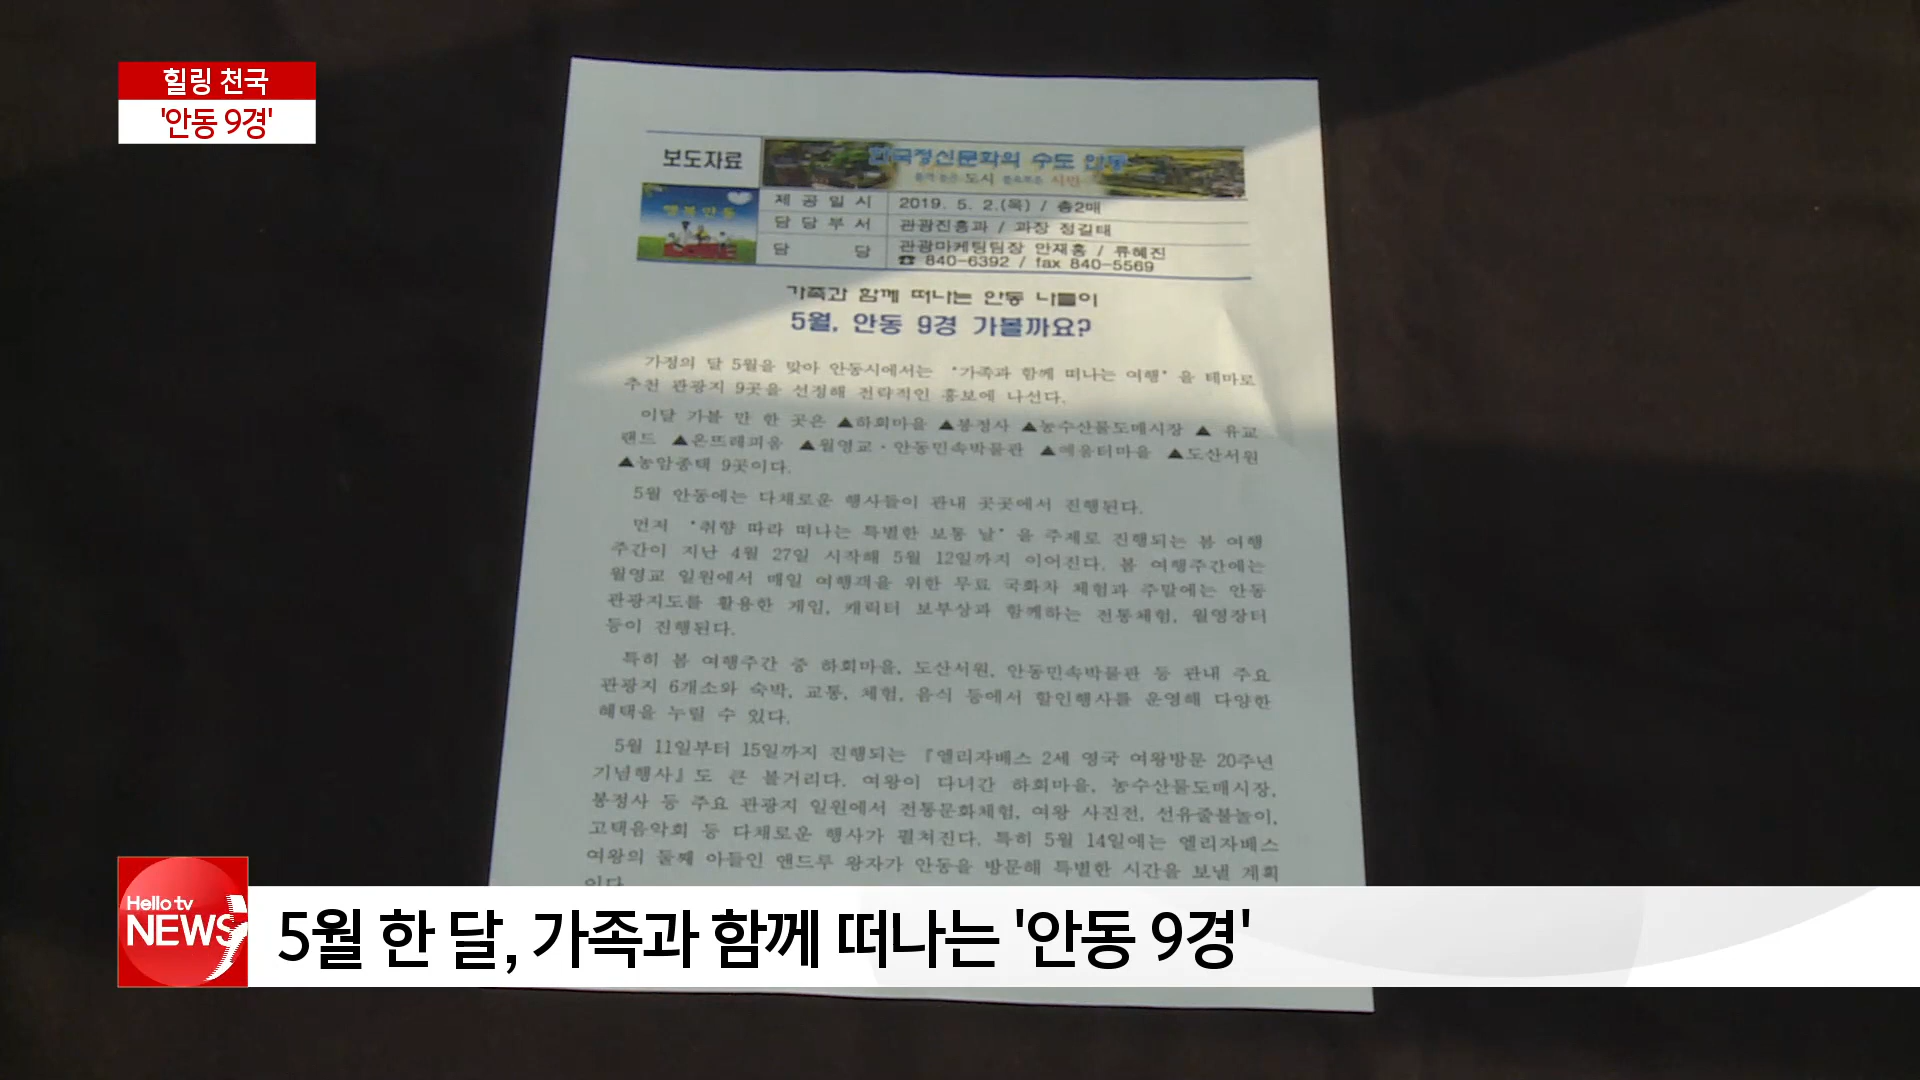 힐링 천국
'안동 9경'
보도자료
한국정신문화의 수도 안동
도시 시민
행복안동
제 공 일 시 2019. 5. 2.(목) / 총2매
담 당 부 서 관광진흥과 / 과장 정길태
담 당 관광마케팅팀장 안재홍 / 류혜진
☎ 840-6392 / fax 840-5569
가족과 함께 떠나는 안동 나들이
5월, 안동 9경 가볼까요?
가정의 달 5월을 맞아 안동시에서는 "가족과 함께 떠나는 여행"을 테마로
추천 관광지 9곳을 선정해 전략적인 홍보에 나선다.
이달 가볼 만 한 곳은 ▲하회마을 ▲봉정사 ▲농수산물도매시장 ▲ 유교
랜드 ▲온뜨레피움 ▲월영교·안동민속박물관 ▲예움터마을 ▲도산서원
▲농암종택 9곳이다.
5월 안동에는 다채로운 행사들이 관내 곳곳에서 진행된다.
먼저 "취향 따라 떠나는 특별한 보통 날"을 주제로 진행되는 봄 여행
주간이 지난 4월 27일 시작해 5월 12일까지 이어진다. 봄 여행주간에는
월영교 일원에서 매일 여행객을 위한 무료 국화차 체험과 주말에는 안동
관광지도를 활용한 게임, 캐릭터 보부상과 함께하는 전통체험, 월영장터
등이 진행된다.
특히 봄 여행주간 중 하회마을, 도산서원, 안동민속박물관 등 관내 주요
관광지 6개소와 숙박, 교통, 체험, 음식 등에서 할인행사를 운영해 다양한
혜택을 누릴 수 있다.
5월 11일부터 15일까지 진행되는 『엘리자베스 2세 영국 여왕방문 20주년
기념행사』도 큰 볼거리다. 여왕이 다녀간 하회마을, 농수산물도매시장,
봉정사 등 주요 관광지 일원에서 전통문화체험, 여왕 사진전, 선유줄불놀이,
고택음악회 등 다채로운 행사가 펼쳐진다. 특히 5월 14일에는 엘리자베스
여왕의 둘째 아들인 앤드루 왕자가 안동을 방문해 특별한 시간을 보낼 계획
이다.
Hello tv
NEWS
5월 한 달, 가족과 함께 떠나는 '안동 9경'